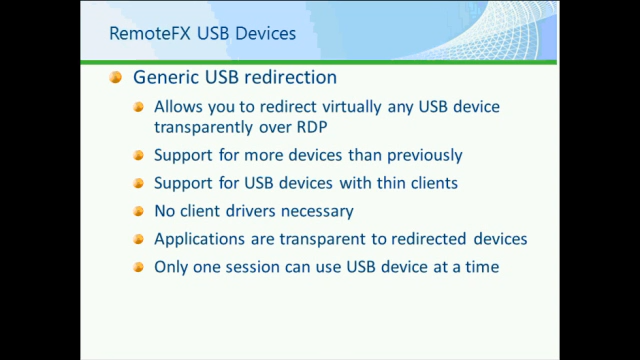 RemoteFX USB Devices
Generic USB redirection
Allows you to redirect virtually any USB device
transparently over RDP
Support for more devices than previously
Support for USB devices with thin clients
No client drivers necessary
Applications are transparent to redirected devices
Only one session can use USB device at a time